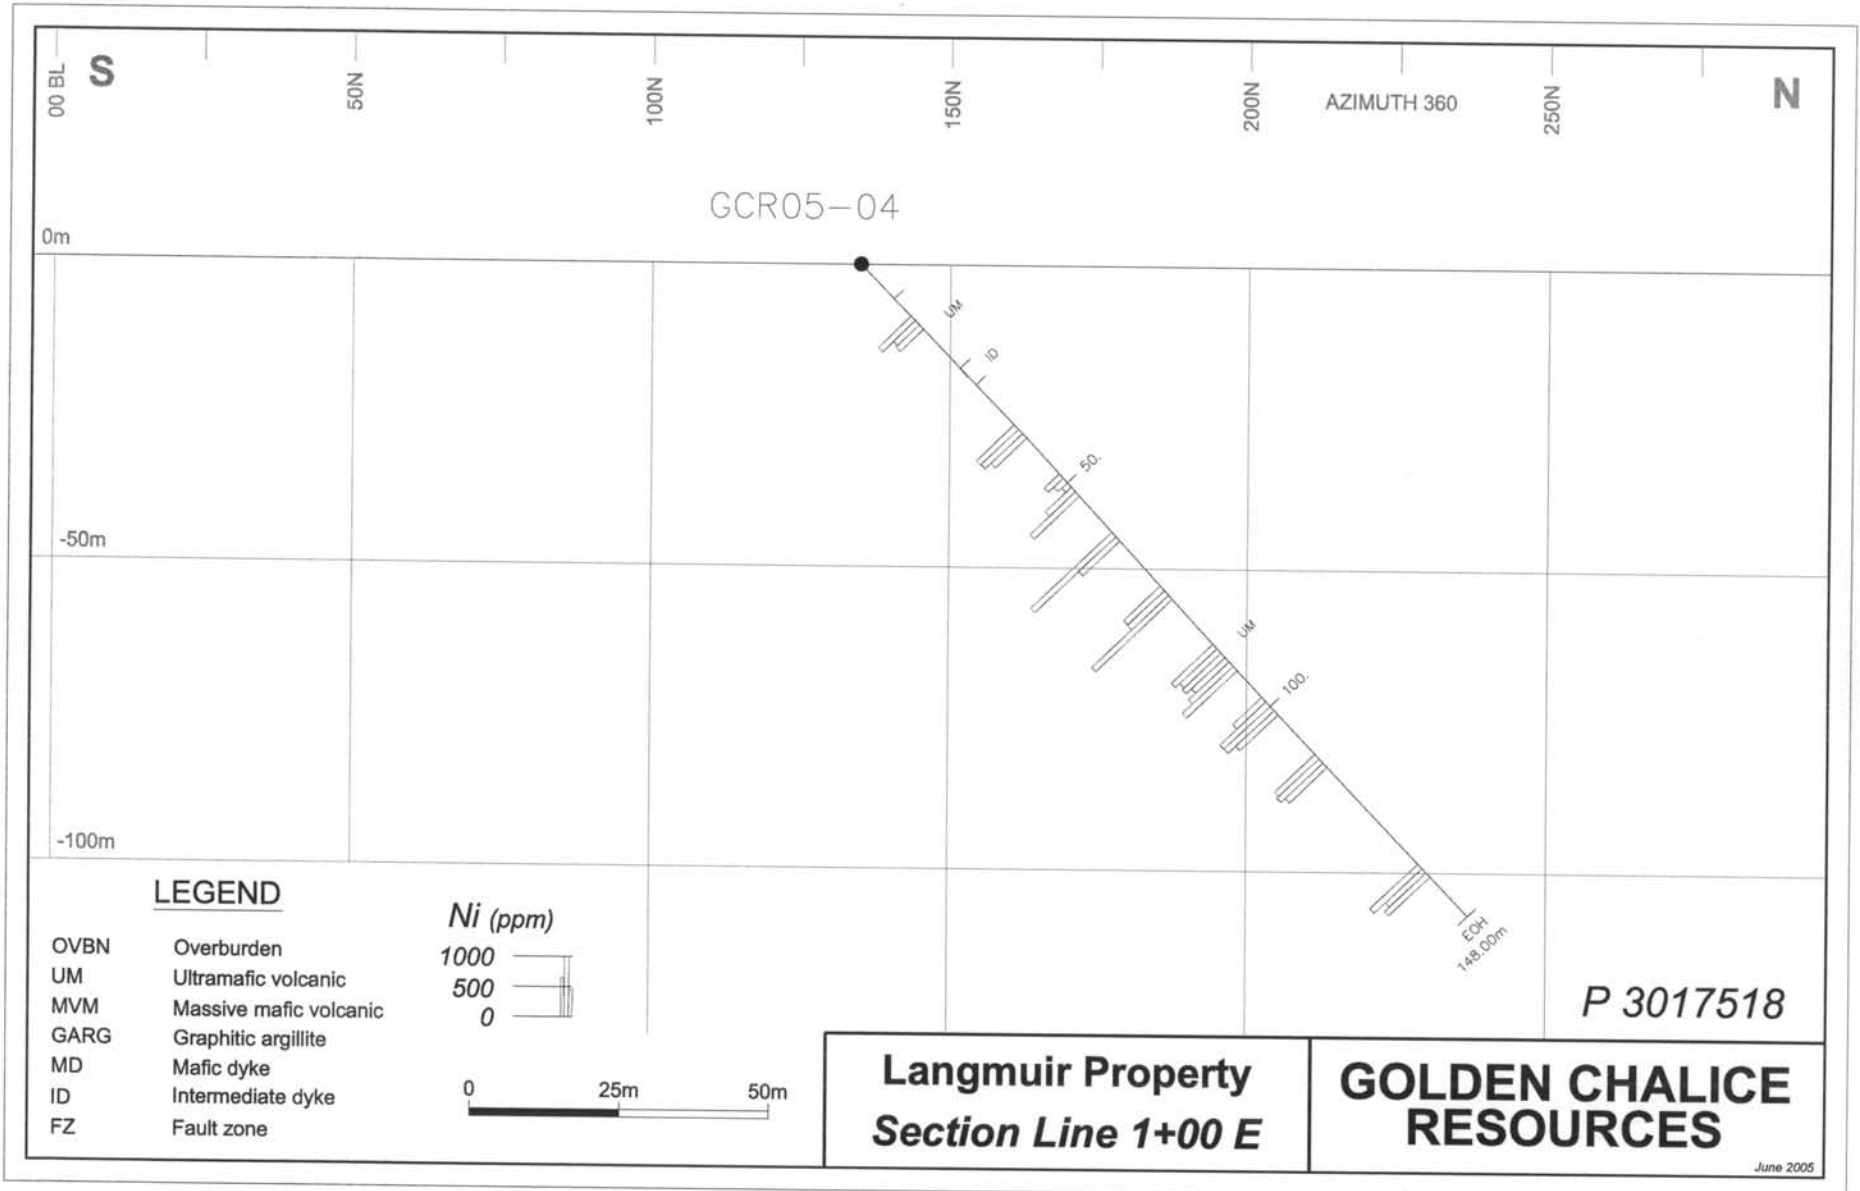 00 BL
S
50N
100N
150N
200N
AZIMUTH 360
250N
N
GCR05-04
0m
UM
ID
50.
-50m
UM
100.
-100m
EOH
148.00m
LEGEND
OVBN Overburden
UM Ultramafic volcanic
MVM Massive mafic volcanic
GARG Graphitic argillite
MD Mafic dyke
ID Intermediate dyke
FZ Fault zone
Ni (ppm)
1000
500
0
0 25m 50m
P 3017518
Langmuir Property
Section Line 1+00 E
GOLDEN CHALICE
RESOURCES
June 2005